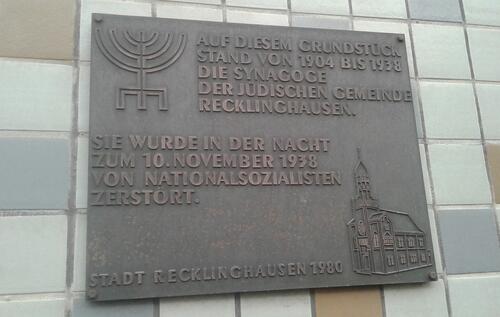 AUF DIESEM GRUNDSTÜCK
STAND VON 1904 BIS 1938
DIE SYNAGOGE
DER JÜDISCHEN GEMEINDE
RECKLINGHAUSEN.
SIE WURDE IN DER NACHT
ZUM 10. NOVEMBER 1938
VON NATIONALSOZIALISTEN
ZERSTÖRT.
STADT RECKLINGHAUSEN 1980